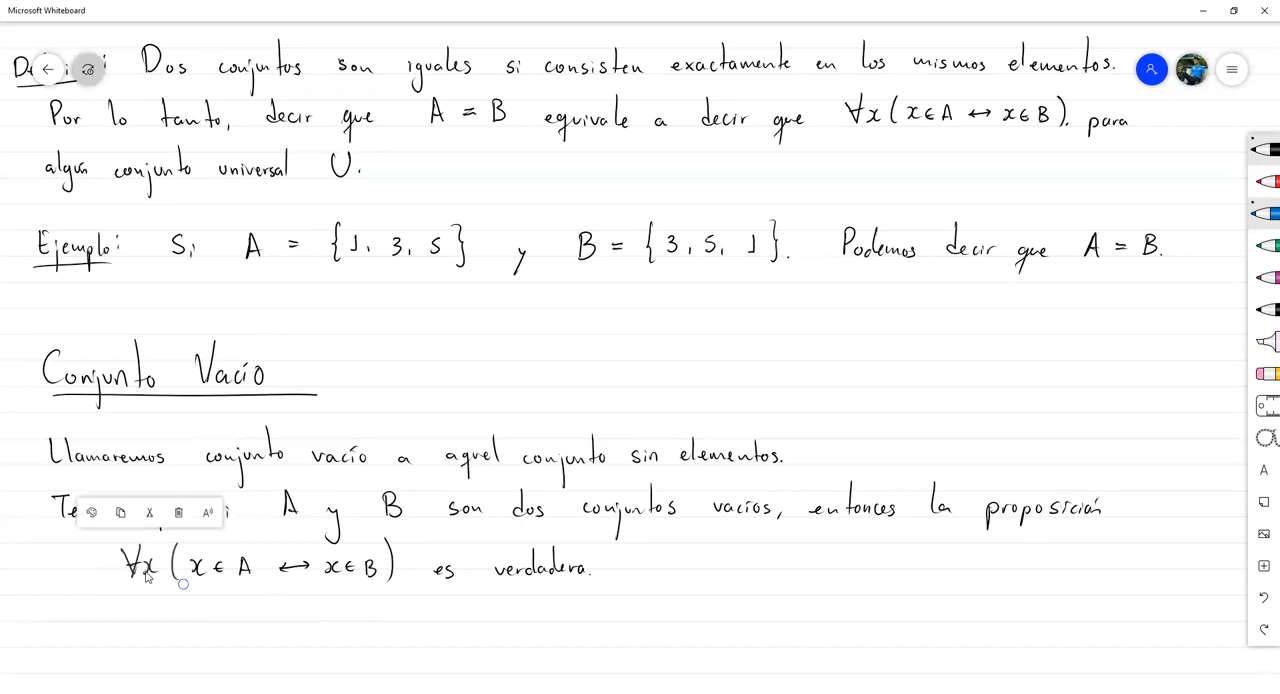 Microsoft Whiteboard
Dos conjuntos son iguales si consisten exactamente en los mismos elementos.
Por lo tanto, decir que A = B equivale a decir que ∀x (x ∈ A ↔ x ∈ B), para
algún conjunto universal U.
Ejemplo: Si A = {1, 3, 5} y B = {3, 5, 1}. Podemos decir que A = B.
Conjunto Vacío
Llamaremos conjunto vacío a aquel conjunto sin elementos.
A y B son dos conjuntos vacíos, entonces la proposición
∀x (x ∈ A ↔ x ∈ B) es verdadera.